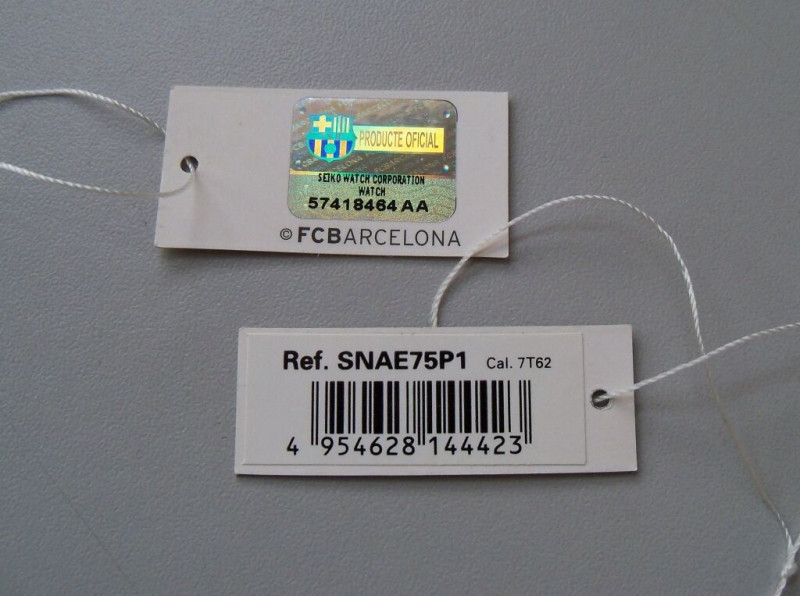 PRODUCTE OFICIAL
SEIKO WATCH CORPORATION
WATCH
57418464 AA
© FCBARCELONA
Ref. SNAE75P1 Cal. 7T62
4 954628 144423